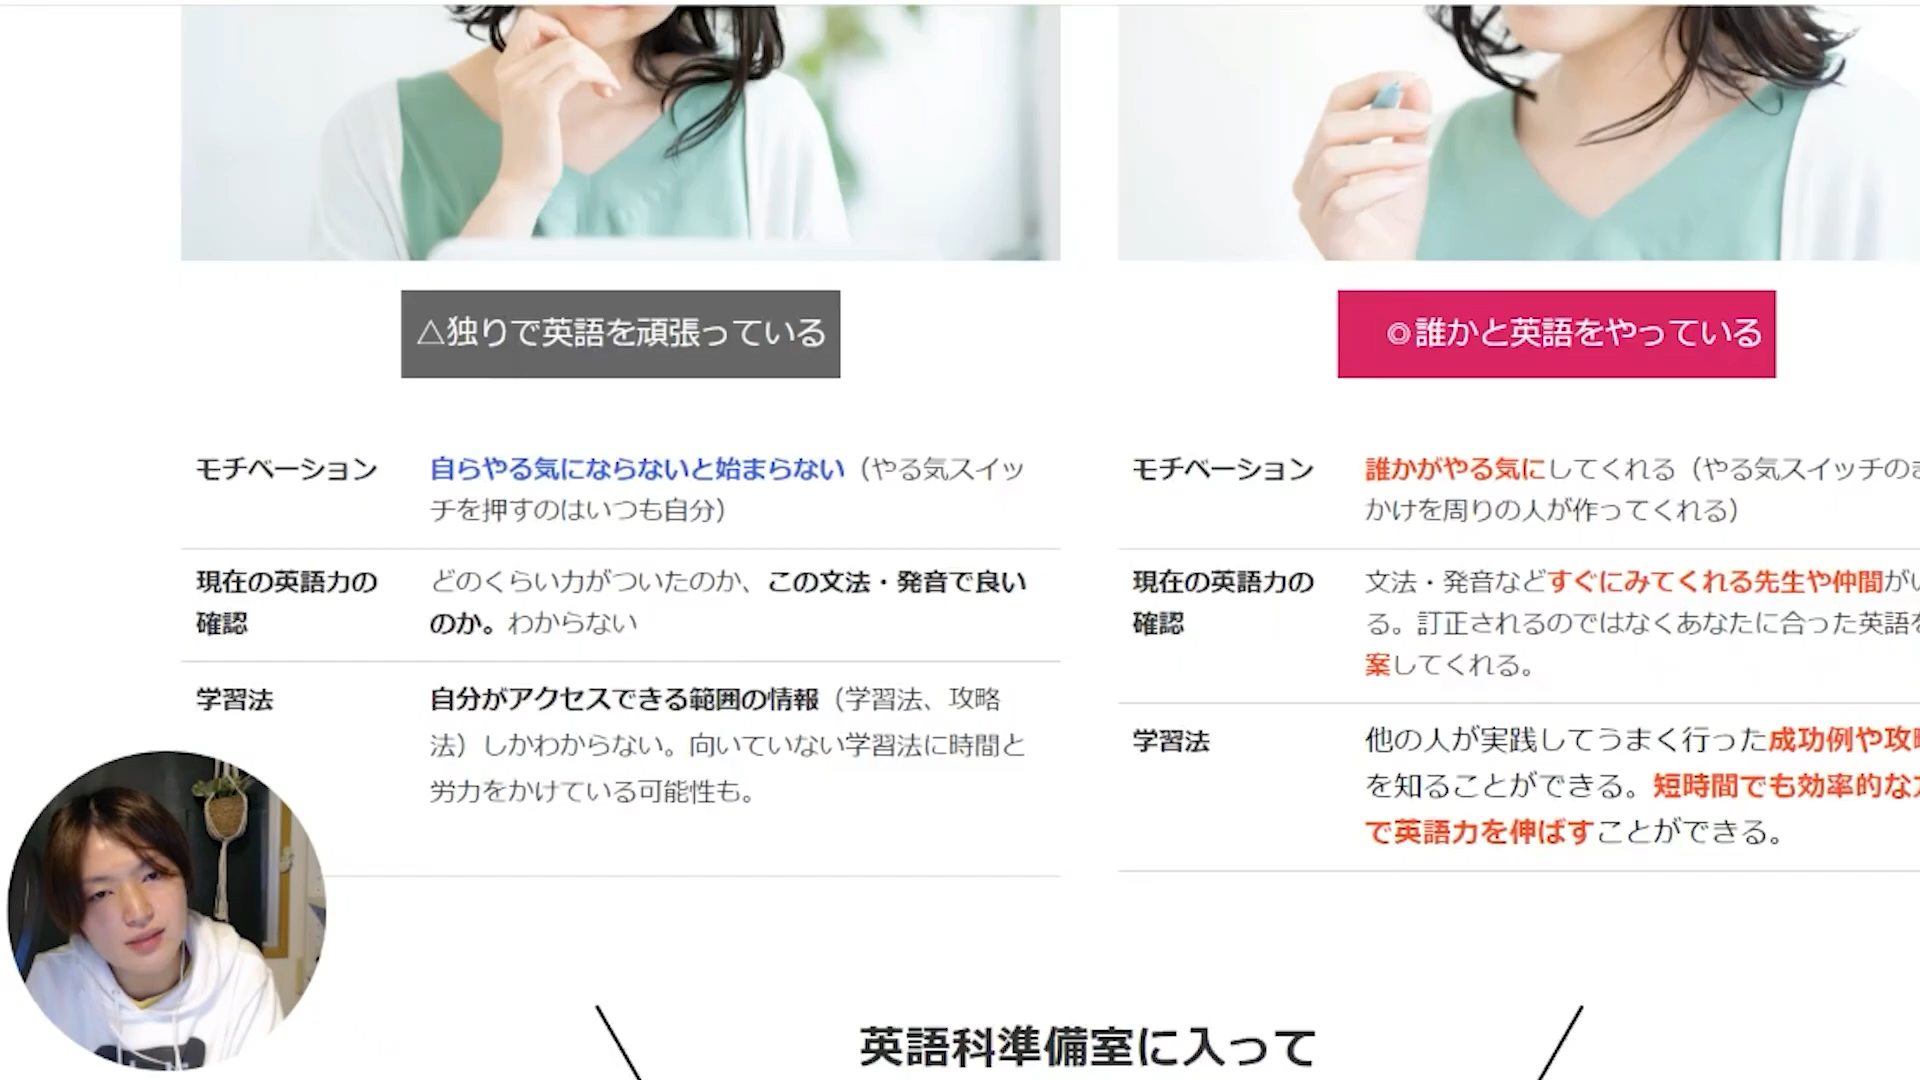 △独りで英語を頑張っている
モチベーション
自らやる気にならないと始まらない（やる気スイッ
チを押すのはいつも自分）
現在の英語力の
確認
どのくらい力がついたのか、この文法・発音で良い
のか。わからない
学習法
自分がアクセスできる範囲の情報（学習法、攻略
法）しかわからない。向いていない学習法に時間と
労力をかけている可能性も。
◎誰かと英語をやっている
モチベーション
誰かがやる気にしてくれる（やる気スイッチの
かけを周りの人が作ってくれる）
現在の英語力の
確認
文法・発音などすぐにみてくれる先生や仲間が
る。訂正されるのではなくあなたに合った英語を
案してくれる。
学習法
他の人が実践してうまく行った成功例や攻略
を知ることができる。短時間でも効率的な
で英語力を伸ばすことができる。
英語科準備室に入って